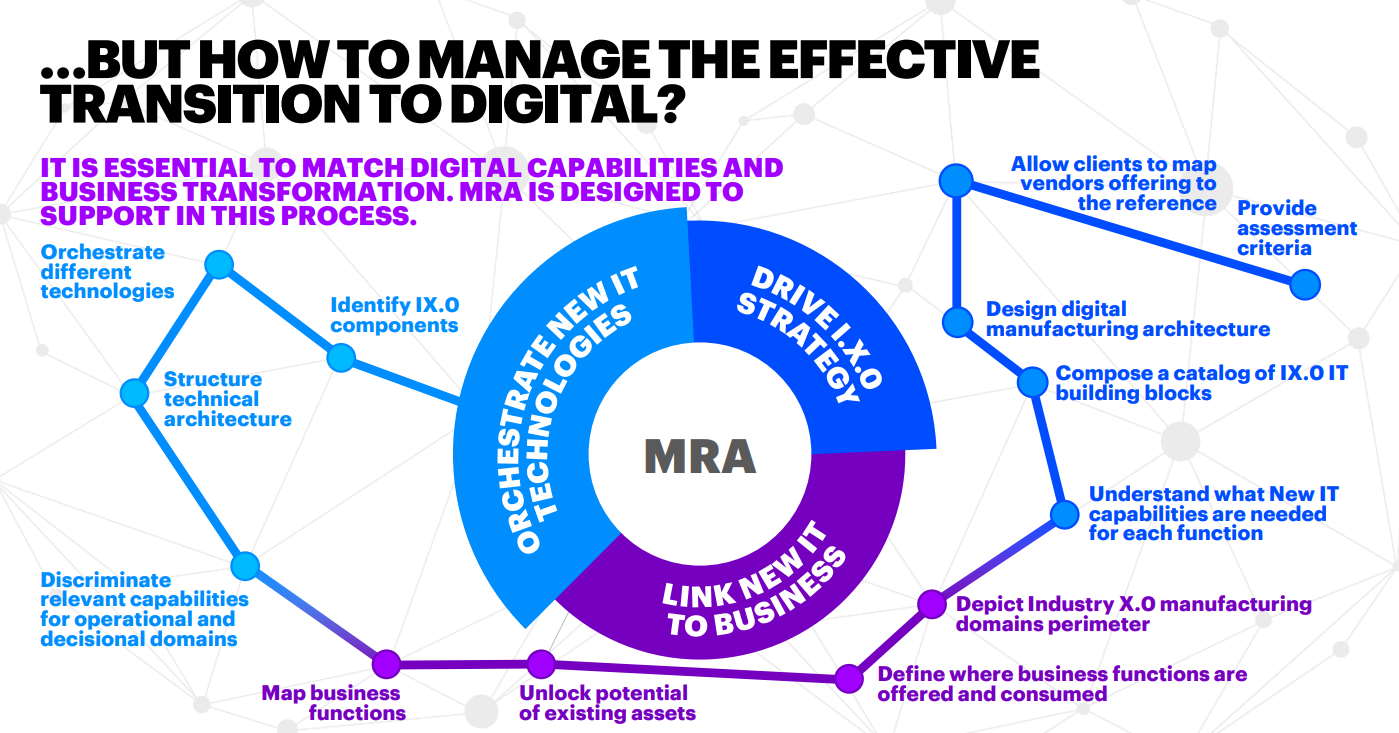 ...BUT HOW TO MANAGE THE EFFECTIVE
TRANSITION TO DIGITAL?
IT IS ESSENTIAL TO MATCH DIGITAL CAPABILITIES AND
BUSINESS TRANSFORMATION. MRA IS DESIGNED TO
SUPPORT IN THIS PROCESS.
Orchestrate
different
technologies
Identify IX.0
components
Structure
technical
architecture
Discriminate
relevant capabilities
for operational and
decisional domains
Map business
functions
Unlock potential
of existing assets
ORCHESTRATE NEW IT
TECHNOLOGIES
DRIVE I.X.0
STRATEGY
MRA
LINK NEW IT
TO BUSINESS
Allow clients to map
vendors offering to
the reference
Provide
assessment
criteria
Design digital
manufacturing architecture
Compose a catalog of IX.0 IT
building blocks
Understand what New IT
capabilities are needed
for each function
Depict Industry X.0 manufacturing
domains perimeter
Define where business functions are
offered and consumed